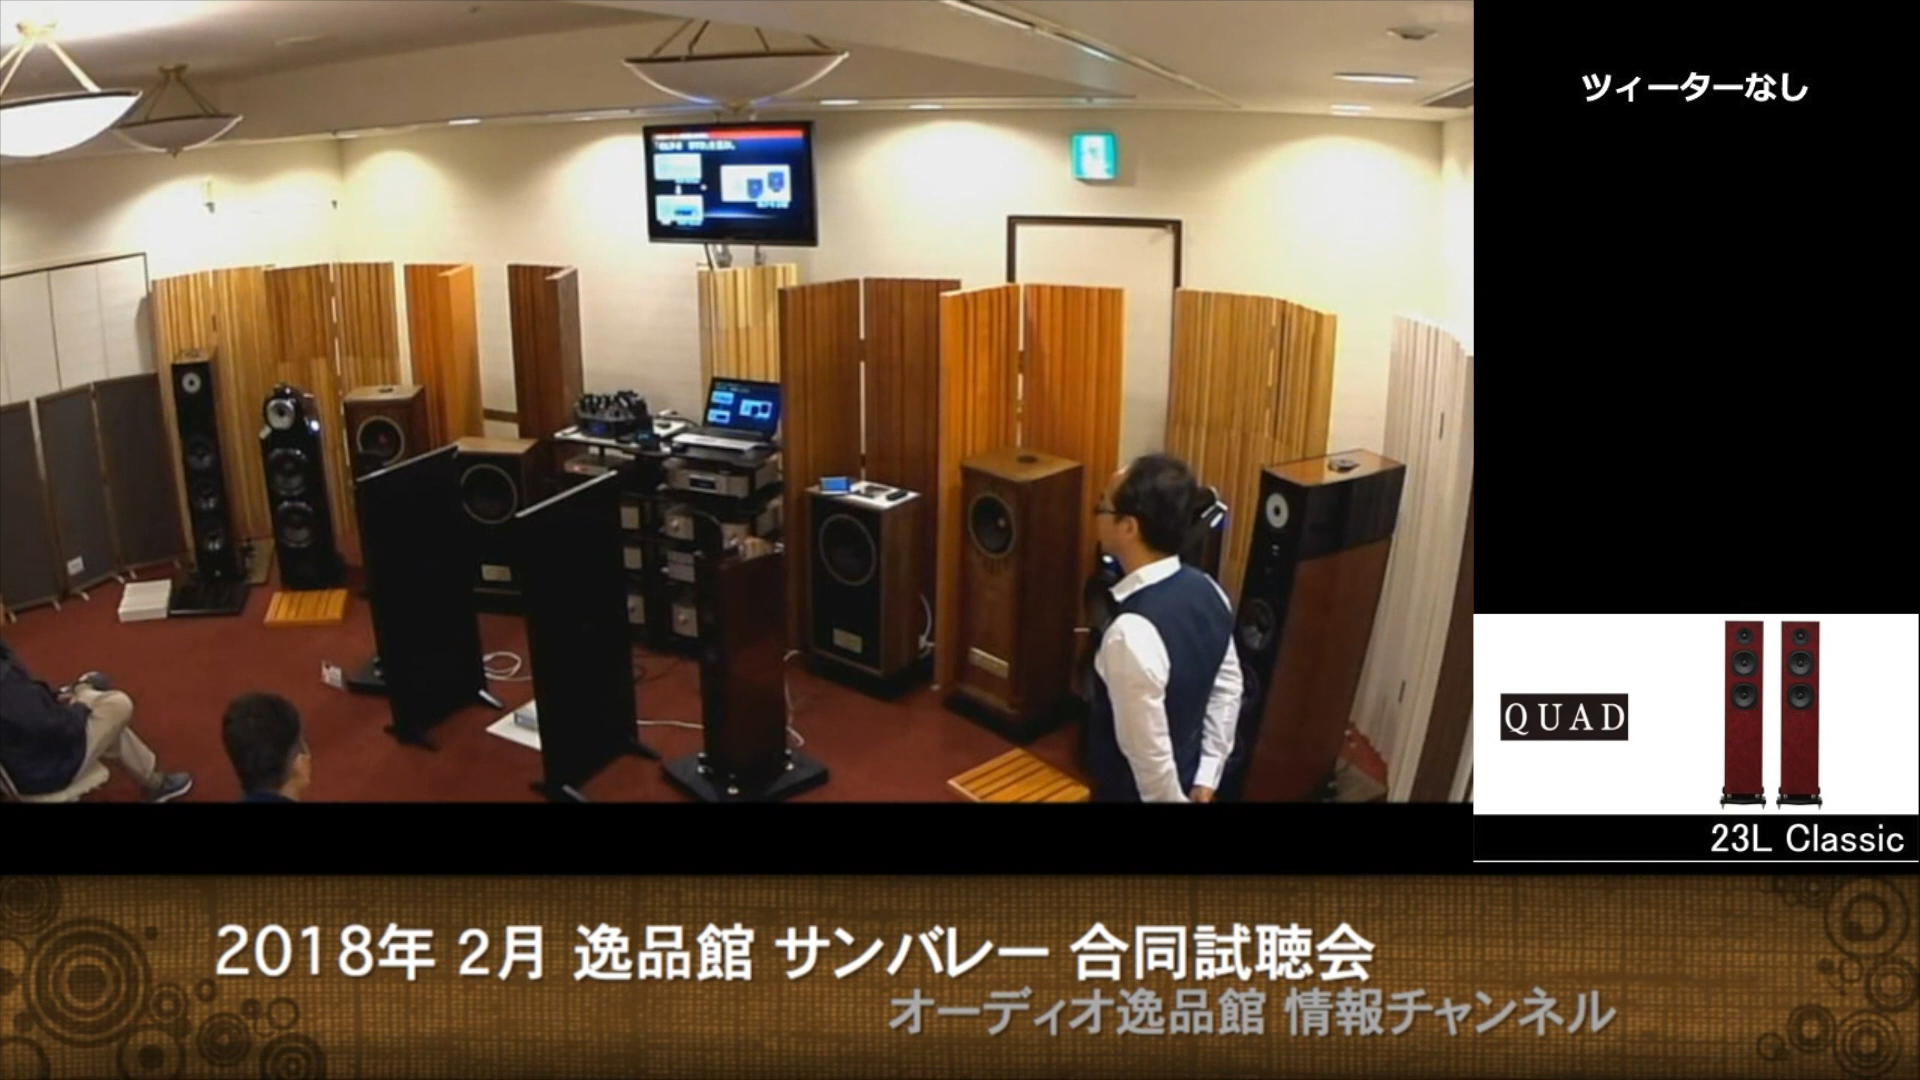 ツィーターなし
QUAD
23L Classic
2018年 2月 逸品館 サンバレー 合同試聴会
オーディオ逸品館 情報チャンネル